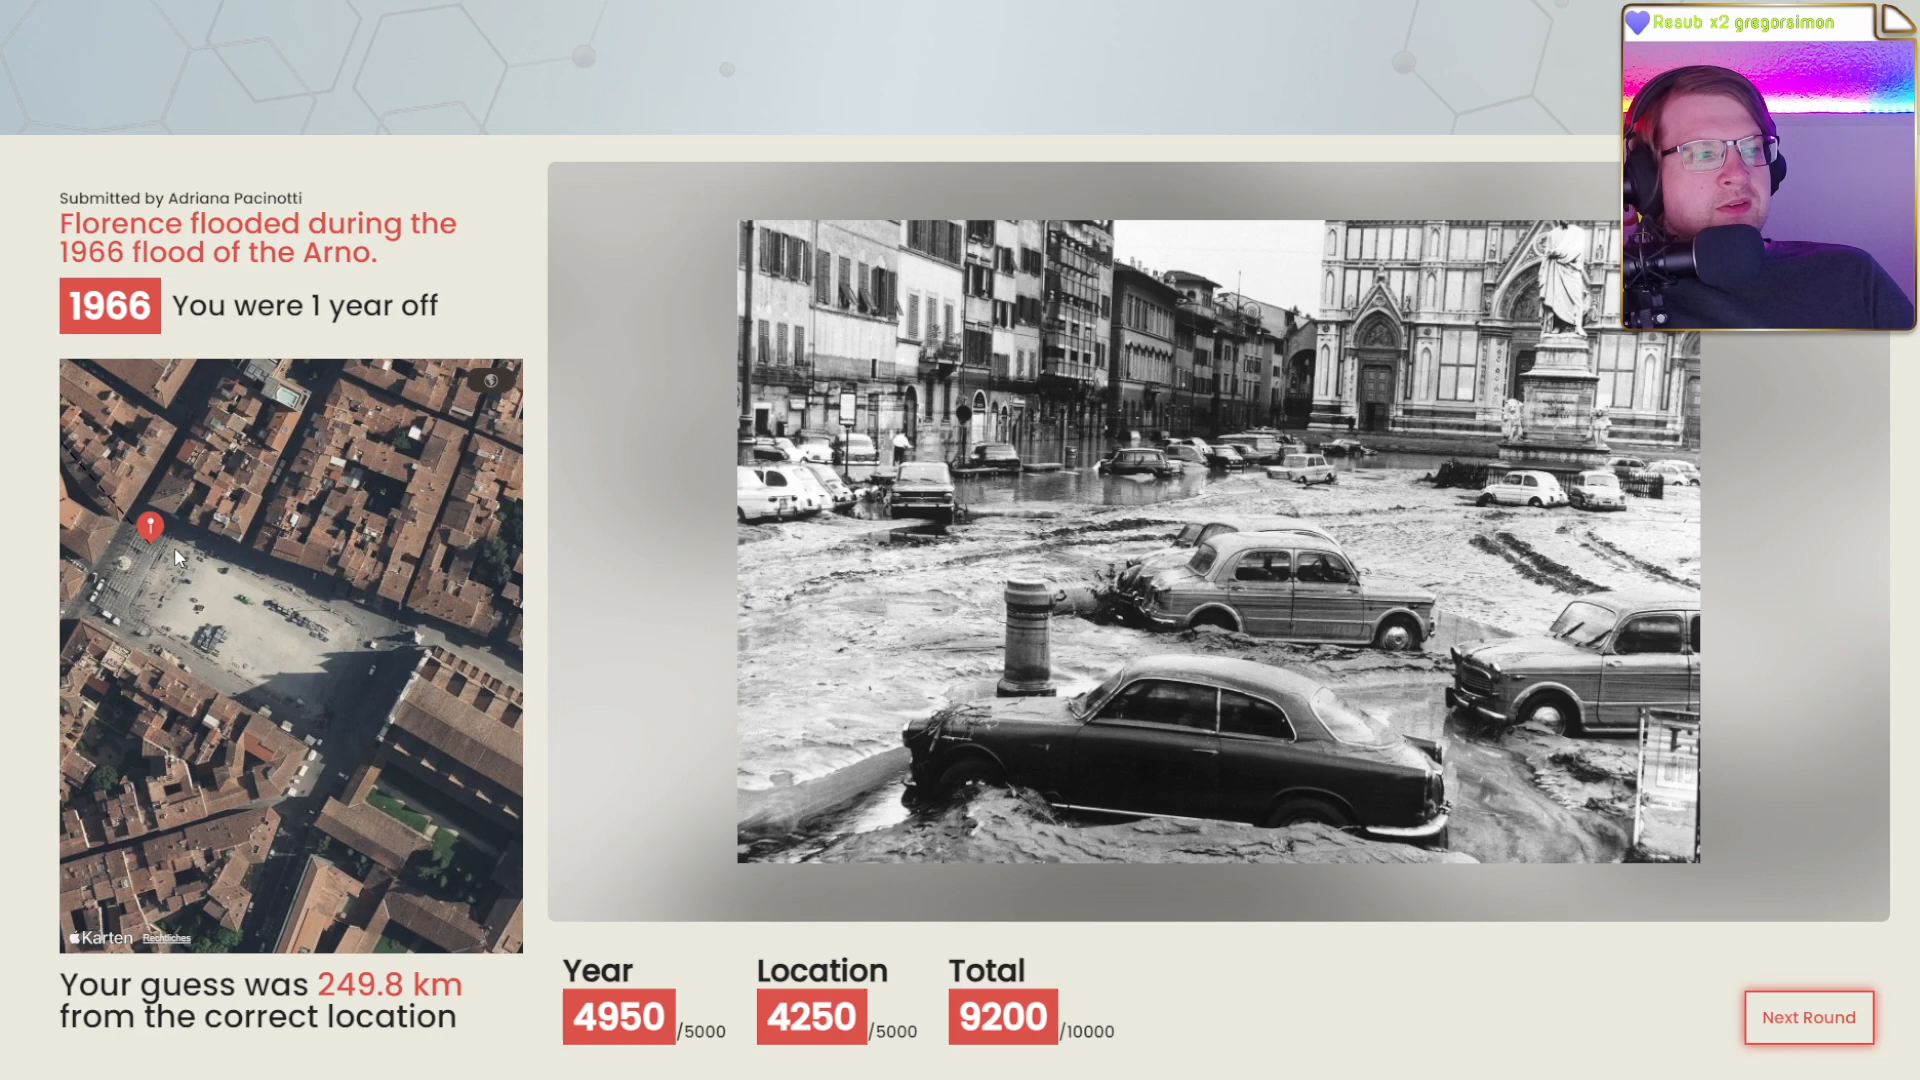 Resub x2 gregorsimon
Submitted by Adriana Pacinotti
Florence flooded during the
1966 flood of the Arno.
1966 You were 1 year off
Karten Rechtliches
Your guess was 249.8 km
from the correct location
Year Location Total
4950 /5000 4250 /5000 9200 /10000
Next Round